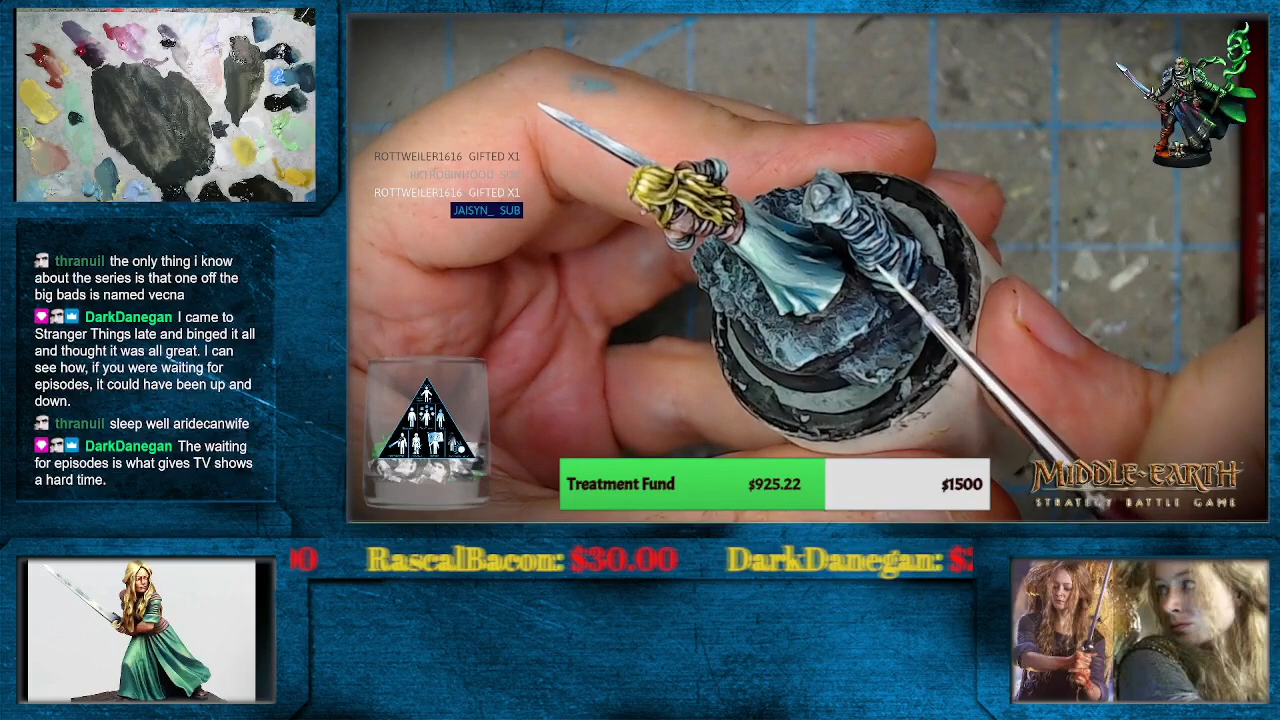 thranuil the only thing i know
about the series is that one off the
big bads is named vecna
DarkDanegan I came to
Stranger Things late and binged it all
and thought it was all great. I can
see how, if you were waiting for
episodes, it could have been up and
down.
thranuil sleep well aridecanwife
DarkDanegan The waiting
for episodes is what gives TV shows
a hard time.
ROTTWEILER1616 GIFTED X1
ROTTWEILER1616 GIFTED X1
JAISYN_ SUB
Treatment Fund $925.22 $1500
MIDDLE-EARTH
STRATEGY BATTLE GAME
RascalBacon: $30.00 DarkDanegan: